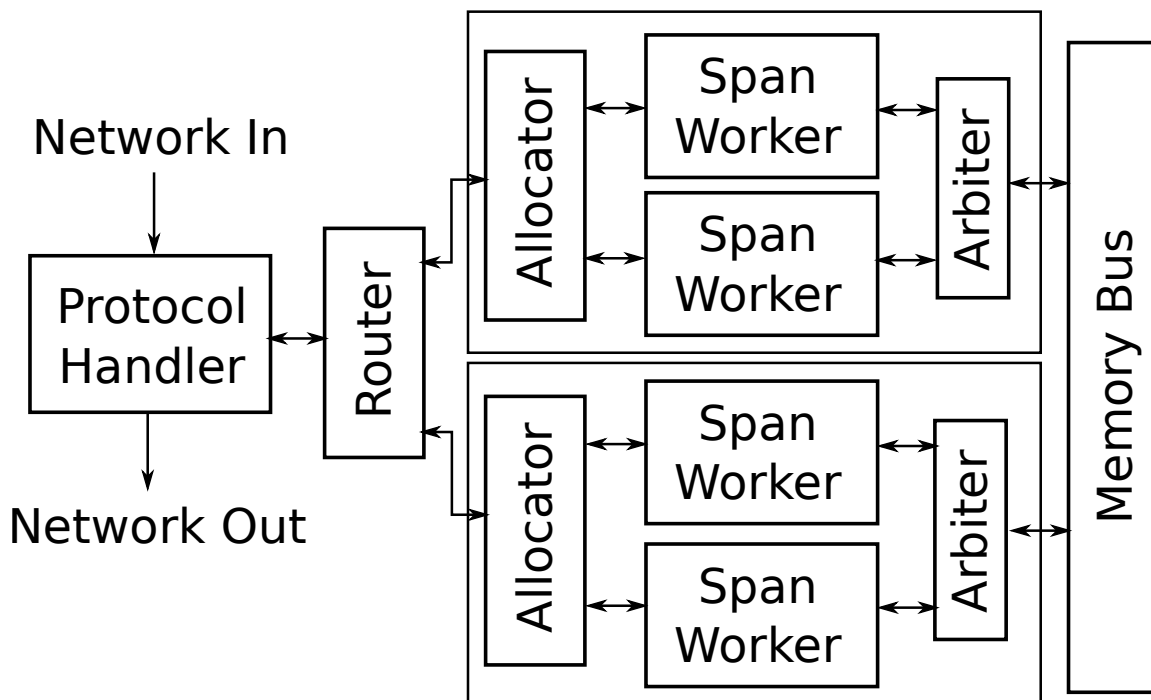 Network In
Protocol
Handler
Network Out
Router
Allocator
Span
Worker
Span
Worker
Arbiter
Allocator
Span
Worker
Span
Worker
Arbiter
Memory Bus